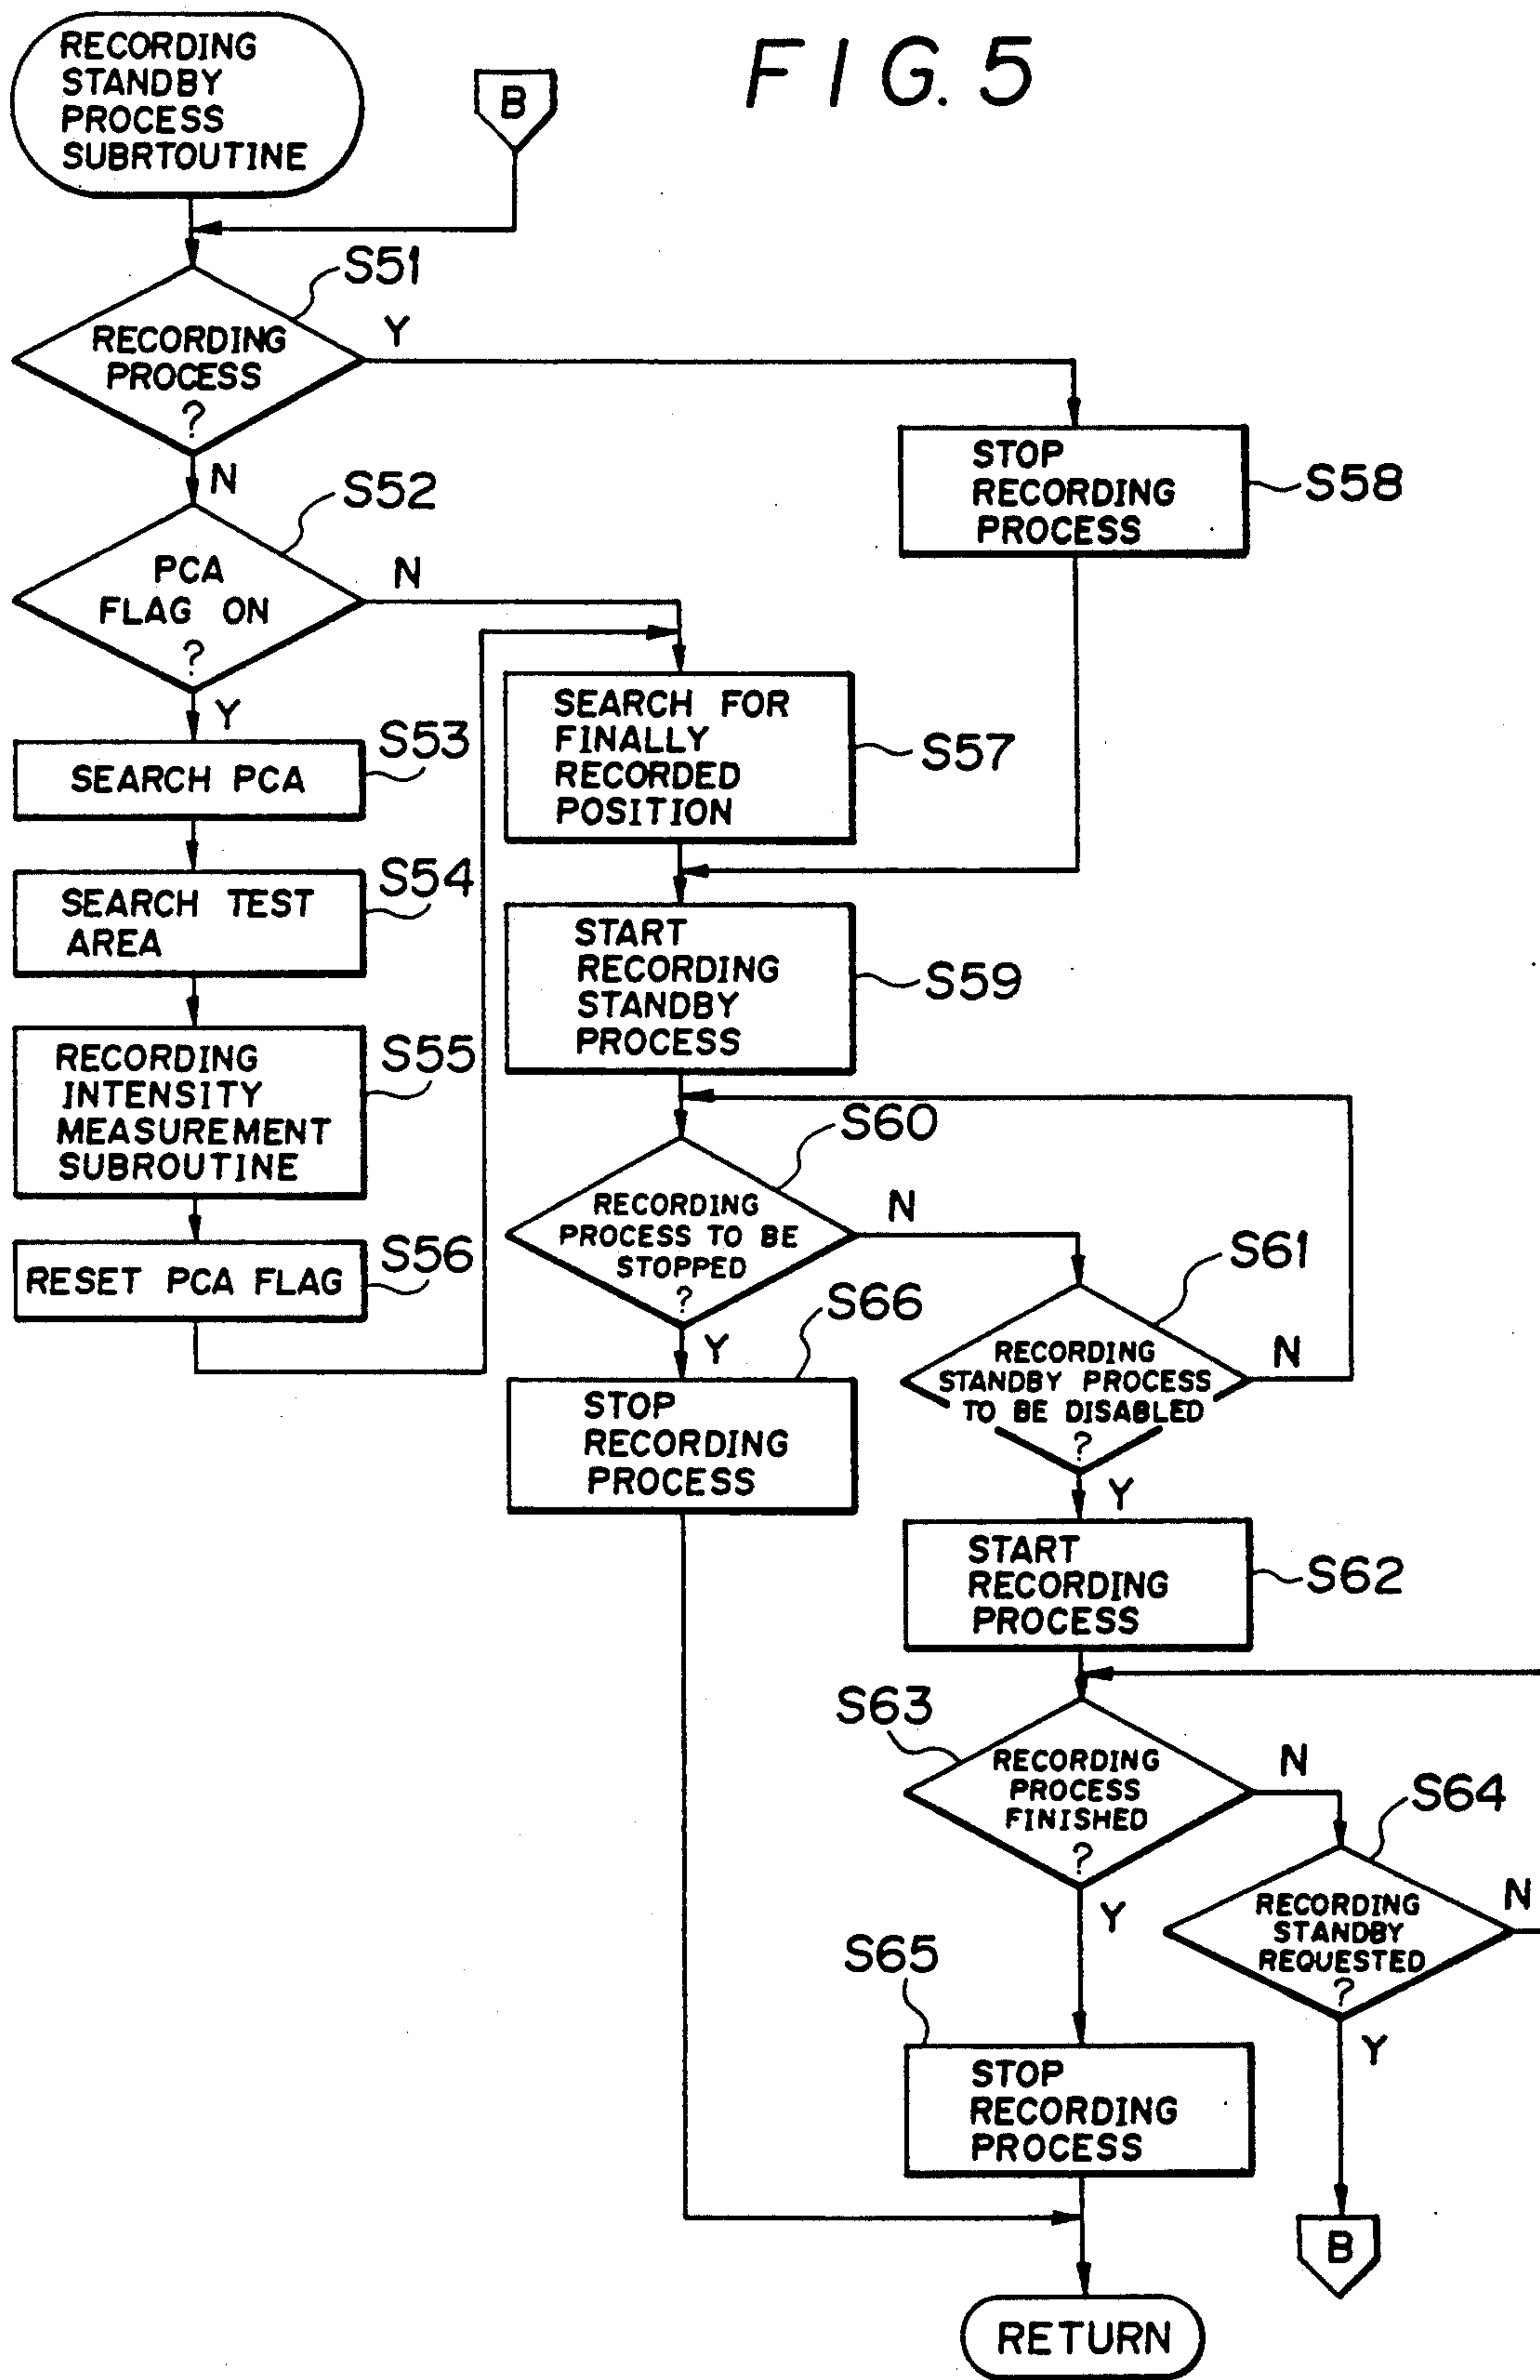 FIG. 5
RECORDING
STANDBY
PROCESS
SUBRTOUTINE
B
S51
RECORDING
PROCESS
?
Y
N
STOP
RECORDING
PROCESS
S58
S52
PCA
FLAG ON
?
N
Y
S53
SEARCH PCA
SEARCH FOR
FINALLY
RECORDED
POSITION
S57
S54
SEARCH TEST
AREA
START
RECORDING
STANDBY
PROCESS
S59
S55
RECORDING
INTENSITY
MEASUREMENT
SUBROUTINE
S56
RESET PCA FLAG
S60
RECORDING
PROCESS TO BE
STOPPED
?
N
Y
S61
RECORDING
STANDBY PROCESS
TO BE DISABLED
?
N
Y
S66
STOP
RECORDING
PROCESS
START
RECORDING
PROCESS
S62
S63
RECORDING
PROCESS
FINISHED
?
N
Y
S64
RECORDING
STANDBY
REQUESTED
?
N
Y
S65
STOP
RECORDING
PROCESS
B
RETURN